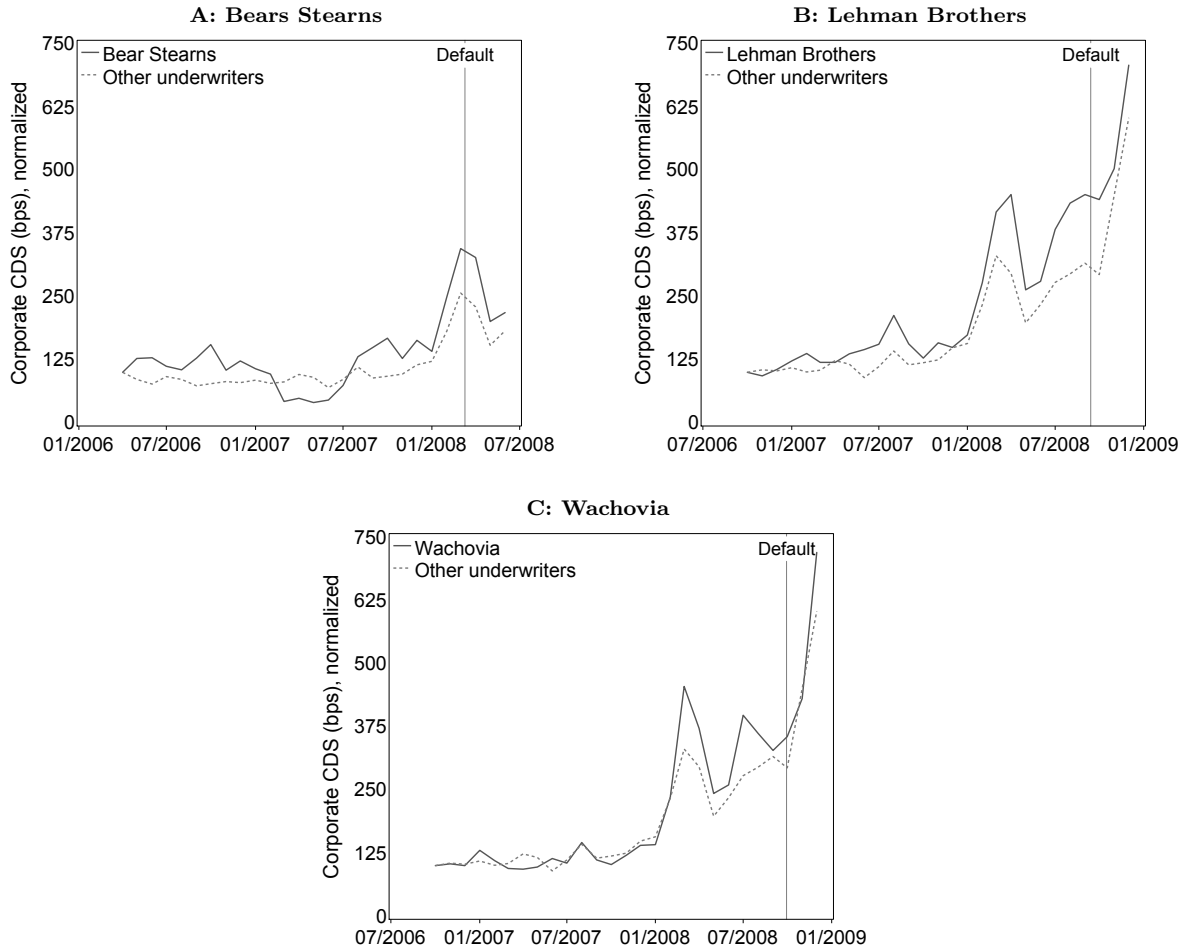 A: Bears Stearns
Corporate CDS (bps), normalized
750
625
500
375
250
125
0
Bear Stearns
Other underwriters
Default
01/2006 07/2006 01/2007 07/2007 01/2008 07/2008
B: Lehman Brothers
Corporate CDS (bps), normalized
750
625
500
375
250
125
0
Lehman Brothers
Other underwriters
Default
07/2006 01/2007 07/2007 01/2008 07/2008 01/2009
C: Wachovia
Corporate CDS (bps), normalized
750
625
500
375
250
125
0
Wachovia
Other underwriters
Default
07/2006 01/2007 07/2007 01/2008 07/2008 01/2009